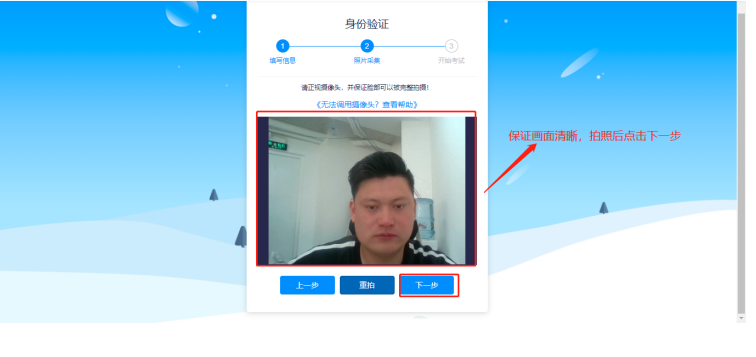 身份验证
1 2 3
填写信息 照片采集 开始考试
请正视摄像头，并保证脸部可以被完整拍摄！
《无法调用摄像头？查看帮助》
保证画面清晰，拍照后点击下一步
上一步 重拍 下一步